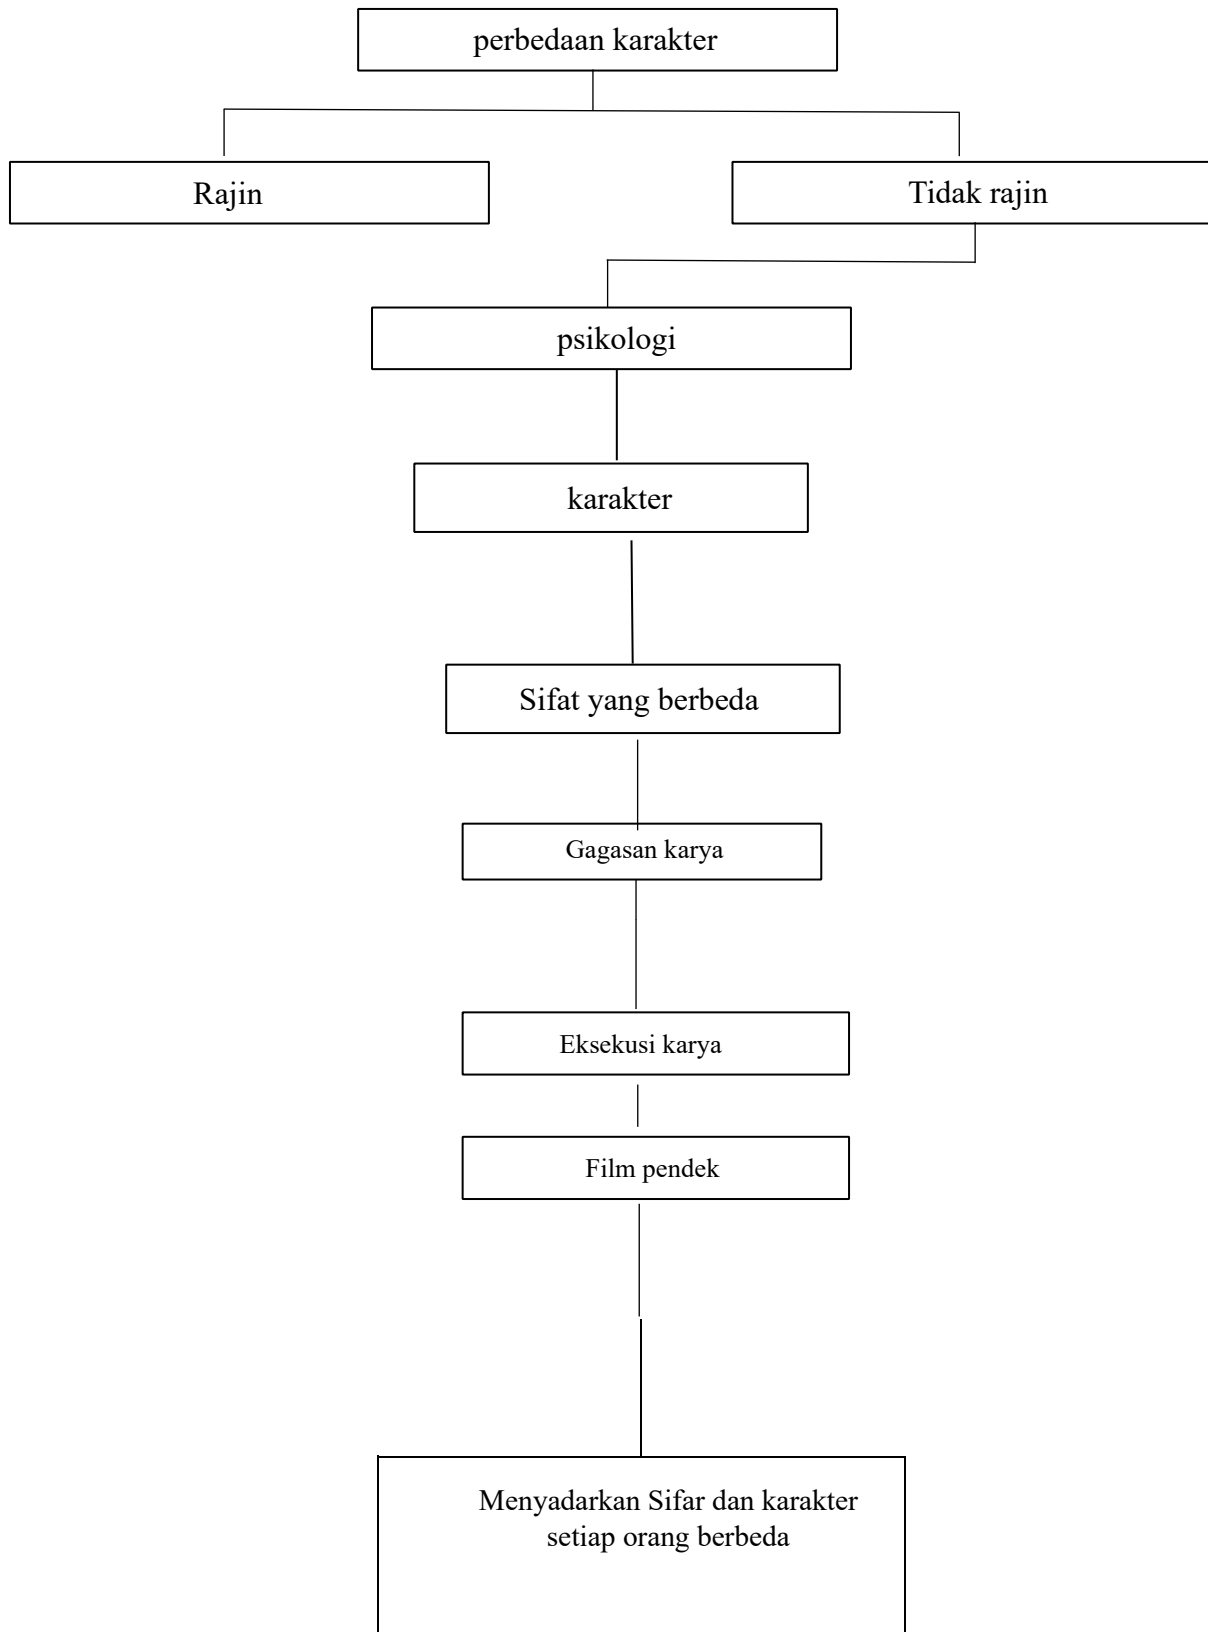 perbedaan karakter
Rajin
Tidak rajin
psikologi
karakter
Sifat yang berbeda
Gagasan karya
Eksekusi karya
Film pendek
Menyadarkan Sifar dan karakter
setiap orang berbeda